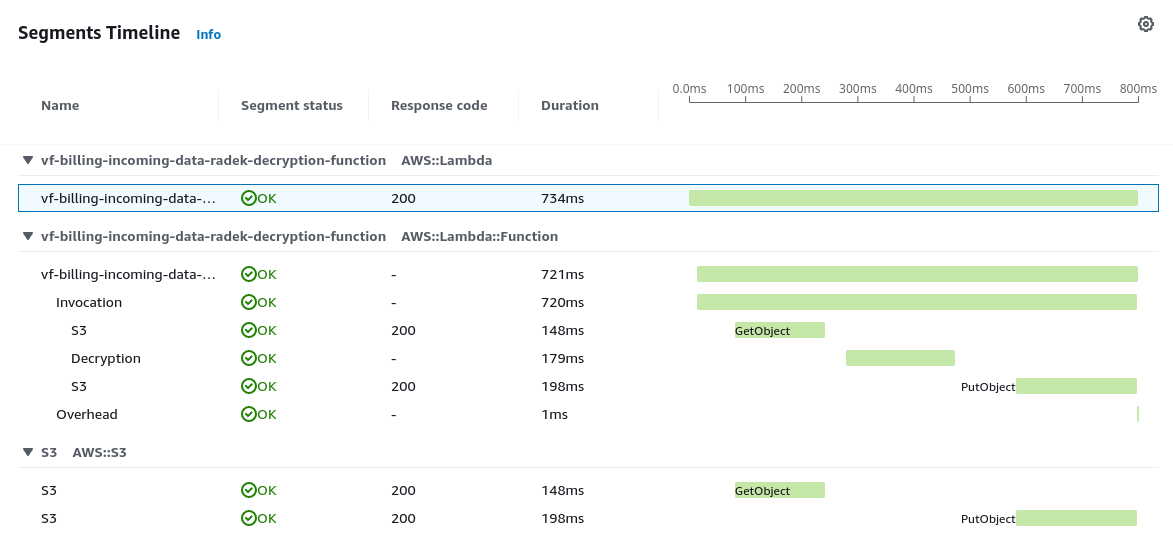 Segments Timeline Info
0.0ms 100ms 200ms 300ms 400ms 500ms 600ms 700ms 800ms
Name Segment status Response code Duration
vf-billing-incoming-data-radek-decryption-function AWS::Lambda
vf-billing-incoming-data-... OK 200 734ms
vf-billing-incoming-data-radek-decryption-function AWS::Lambda::Function
vf-billing-incoming-data-... OK - 721ms
Invocation OK - 720ms
S3 OK 200 148ms GetObject
Decryption OK - 179ms
S3 OK 200 198ms PutObject
Overhead OK - 1ms
S3 AWS::S3
S3 OK 200 148ms GetObject
S3 OK 200 198ms PutObject